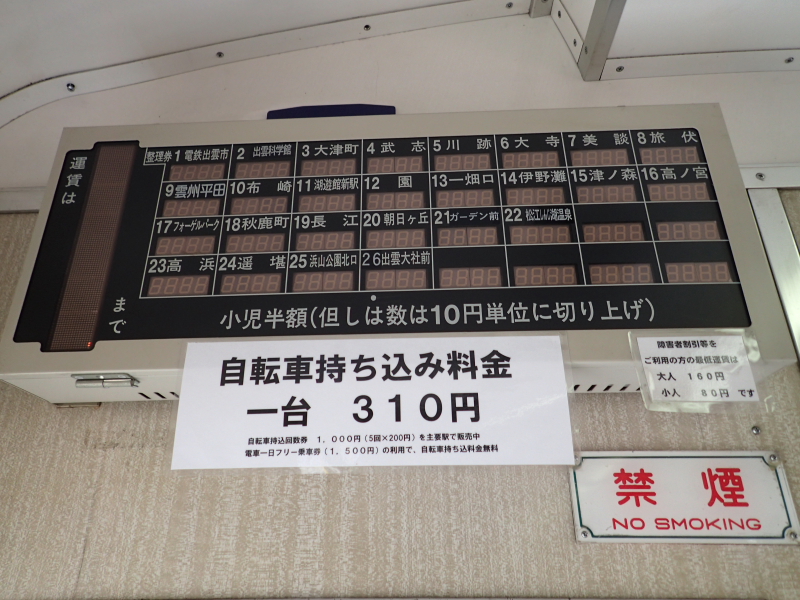 運賃は
まで
整理券 1 電鉄出雲市 2 出雲科学館 3 大津町 4 武志 5 川跡 6 大寺 7 美談 8 旅伏
9 雲州平田 10 布崎 11 湖遊館新駅 12 園 13 一畑口 14 伊野灘 15 津ノ森 16 高ノ宮
17 フォーゲルパーク 18 秋鹿町 19 長江 20 朝日ヶ丘 21 ガーデン前 22 松江しんじ湖温泉
23 高浜 24 遥堪 25 浜山公園北口 26 出雲大社前
小児半額(但しは数は10円単位に切り上げ)
自転車持ち込み料金
一台 310円
自転車持込回数券 1,000円(5回×200円)を主要駅で販売中
電車一日フリー乗車券(1,500円)の利用で、自転車持ち込料金無料
障害者割引等を
ご利用の方の最低運賃は
大人 160円
小人 80円 です
禁煙
NO SMOKING